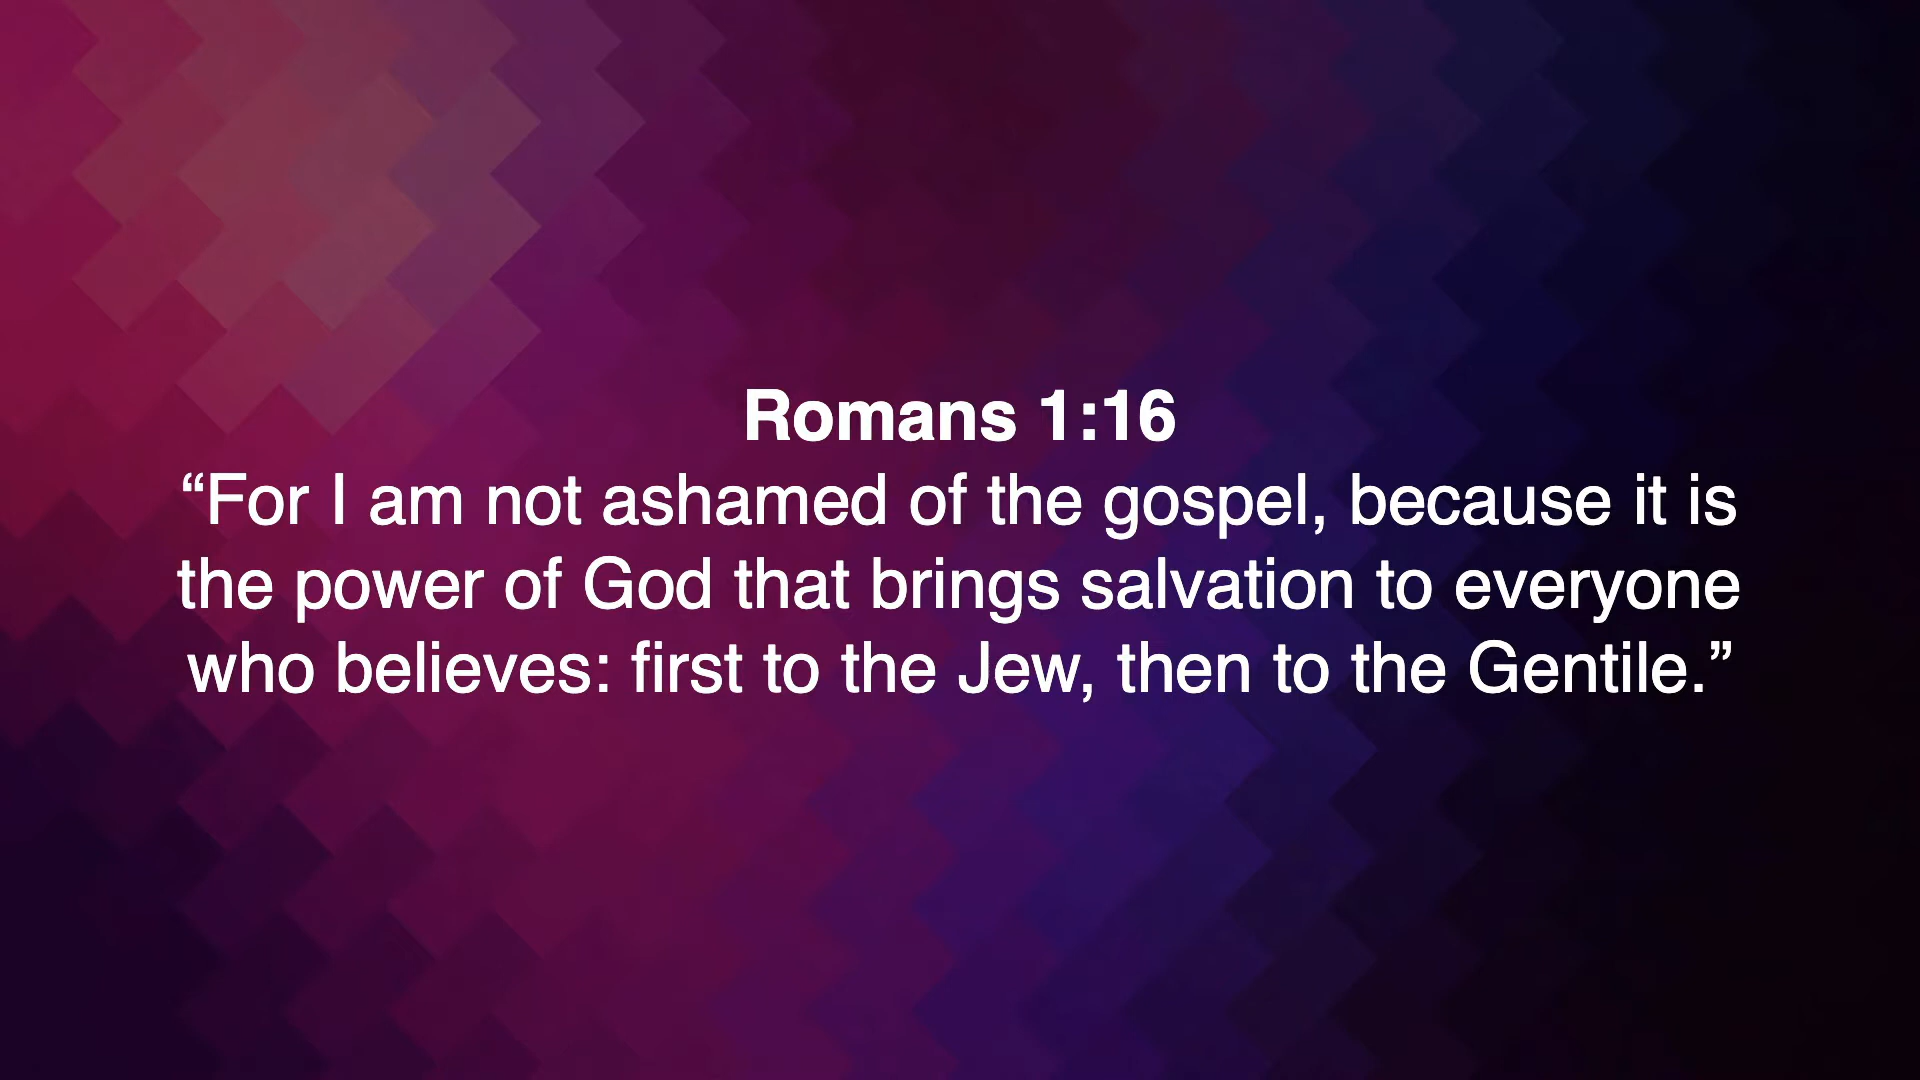 Romans 1:16
“For I am not ashamed of the gospel, because it is
the power of God that brings salvation to everyone
who believes: first to the Jew, then to the Gentile.”